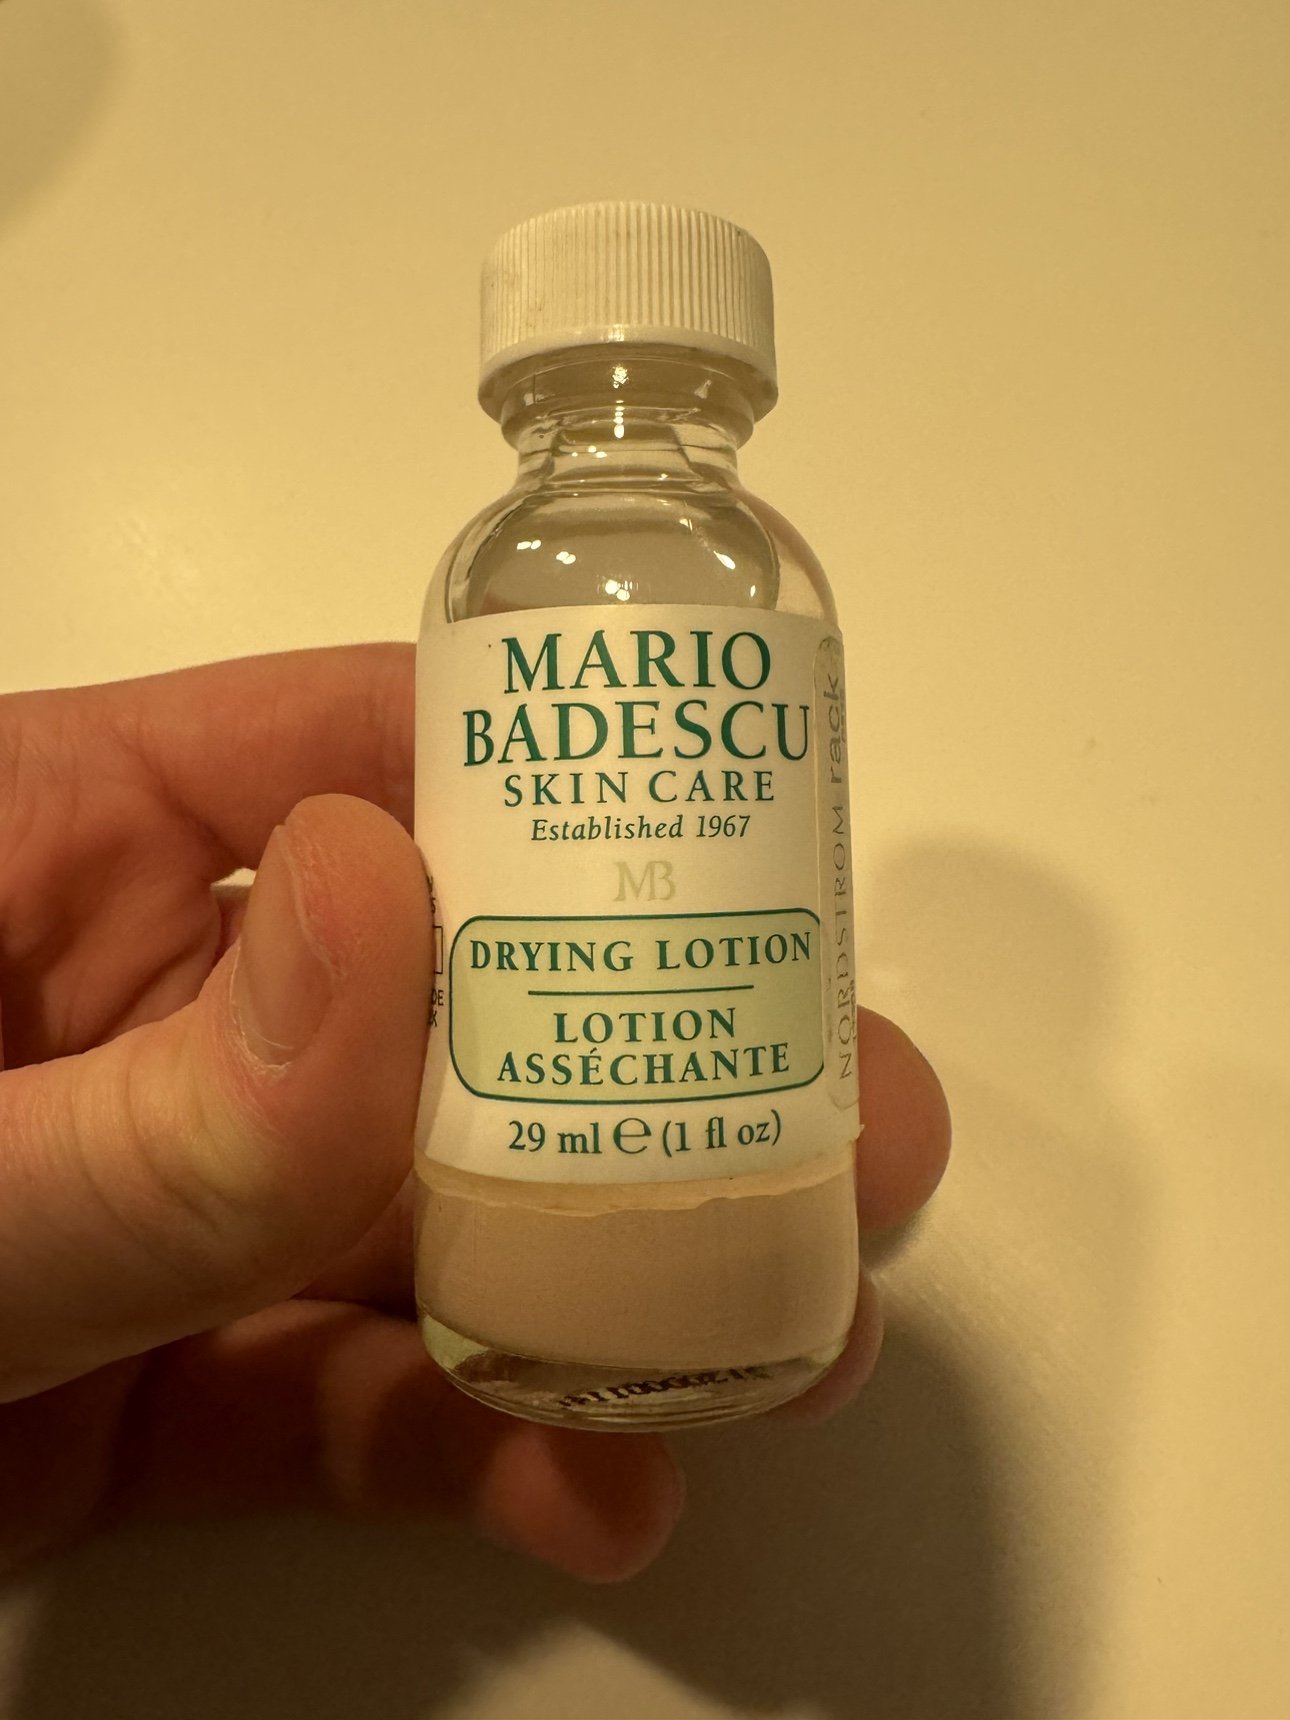 MARIO
BADESCU
SKIN CARE
Established 1967
MB
DRYING LOTION
LOTION
ASSÉCHANTE
29 ml ℮ (1 fl oz)
NORDSTROM rack